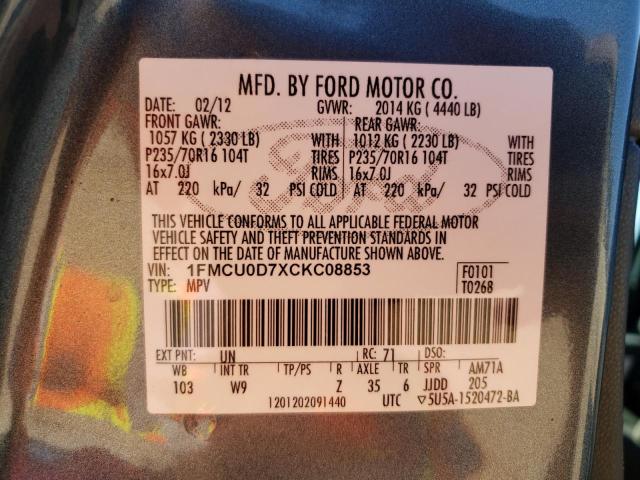 MFD. BY FORD MOTOR CO.
DATE: 02/12 GVWR: 2014 KG ( 4440 LB)
FRONT GAWR: REAR GAWR:
1057 KG ( 2330 LB) WITH 1012 KG ( 2230 LB) WITH
P235/70R16 104T TIRES P235/70R16 104T TIRES
16x7.0J RIMS 16x7.0J RIMS
AT 220 kPa/ 32 PSI COLD AT 220 kPa/ 32 PSI COLD
Ford
THIS VEHICLE CONFORMS TO ALL APPLICABLE FEDERAL MOTOR
VEHICLE SAFETY AND THEFT PREVENTION STANDARDS IN
EFFECT ON THE DATE OF MANUFACTURE SHOWN ABOVE.
VIN: 1FMCU0D7XCKC08853 F0101
TYPE: MPV T0268
EXT PNT: UN RC: 71 DSO:
WB INT TR TP/PS R AXLE TR SPR AM71A
103 W9 Z 35 6 JJDD 205
1201202091440 UTC ▽5U5A-1520472-BA